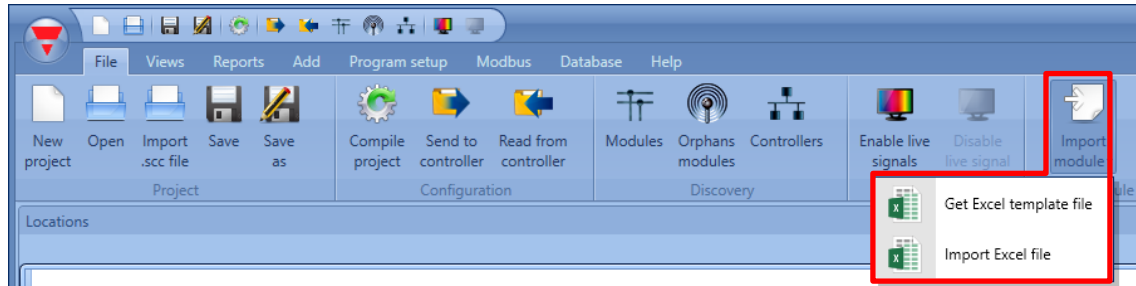 File Views Reports Add Program setup Modbus Database Help
New project
Open
Import .scc file
Save
Save as
Compile project
Send to controller
Read from controller
Modules
Orphans modules
Controllers
Enable live signals
Disable live signal
Import module
Project
Configuration
Discovery
Locations
Get Excel template file
Import Excel file